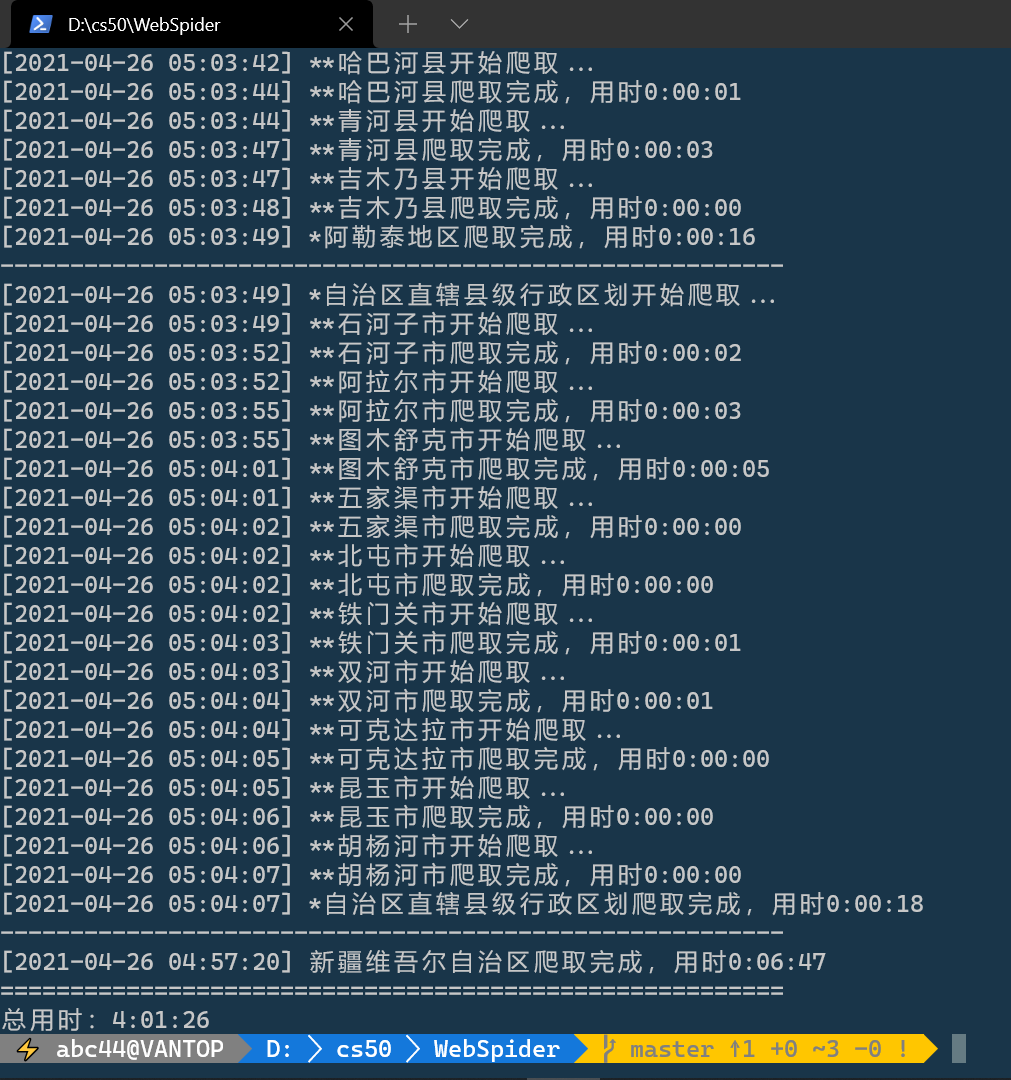 D:\cs50\WebSpider
[2021-04-26 05:03:42] **哈巴河县开始爬取...
[2021-04-26 05:03:44] **哈巴河县爬取完成，用时0:00:01
[2021-04-26 05:03:44] **青河县开始爬取...
[2021-04-26 05:03:47] **青河县爬取完成，用时0:00:03
[2021-04-26 05:03:47] **吉木乃县开始爬取...
[2021-04-26 05:03:48] **吉木乃县爬取完成，用时0:00:00
[2021-04-26 05:03:49] *阿勒泰地区爬取完成，用时0:00:16
--------------------------------------------------------
[2021-04-26 05:03:49] *自治区直辖县级行政区划开始爬取...
[2021-04-26 05:03:49] **石河子市开始爬取...
[2021-04-26 05:03:52] **石河子市爬取完成，用时0:00:02
[2021-04-26 05:03:52] **阿拉尔市开始爬取...
[2021-04-26 05:03:55] **阿拉尔市爬取完成，用时0:00:03
[2021-04-26 05:03:55] **图木舒克市开始爬取...
[2021-04-26 05:04:01] **图木舒克市爬取完成，用时0:00:05
[2021-04-26 05:04:01] **五家渠市开始爬取...
[2021-04-26 05:04:02] **五家渠市爬取完成，用时0:00:00
[2021-04-26 05:04:02] **北屯市开始爬取...
[2021-04-26 05:04:02] **北屯市爬取完成，用时0:00:00
[2021-04-26 05:04:02] **铁门关市开始爬取...
[2021-04-26 05:04:03] **铁门关市爬取完成，用时0:00:01
[2021-04-26 05:04:03] **双河市开始爬取...
[2021-04-26 05:04:04] **双河市爬取完成，用时0:00:01
[2021-04-26 05:04:04] **可克达拉市开始爬取...
[2021-04-26 05:04:05] **可克达拉市爬取完成，用时0:00:00
[2021-04-26 05:04:05] **昆玉市开始爬取...
[2021-04-26 05:04:06] **昆玉市爬取完成，用时0:00:00
[2021-04-26 05:04:06] **胡杨河市开始爬取...
[2021-04-26 05:04:07] **胡杨河市爬取完成，用时0:00:00
[2021-04-26 05:04:07] *自治区直辖县级行政区划爬取完成，用时0:00:18
--------------------------------------------------------
[2021-04-26 04:57:20] 新疆维吾尔自治区爬取完成，用时0:06:47
========================================================
总用时：4:01:26
⚡ abc44@VANTOP D: cs50 WebSpider master ↑1 +0 ~3 -0 !